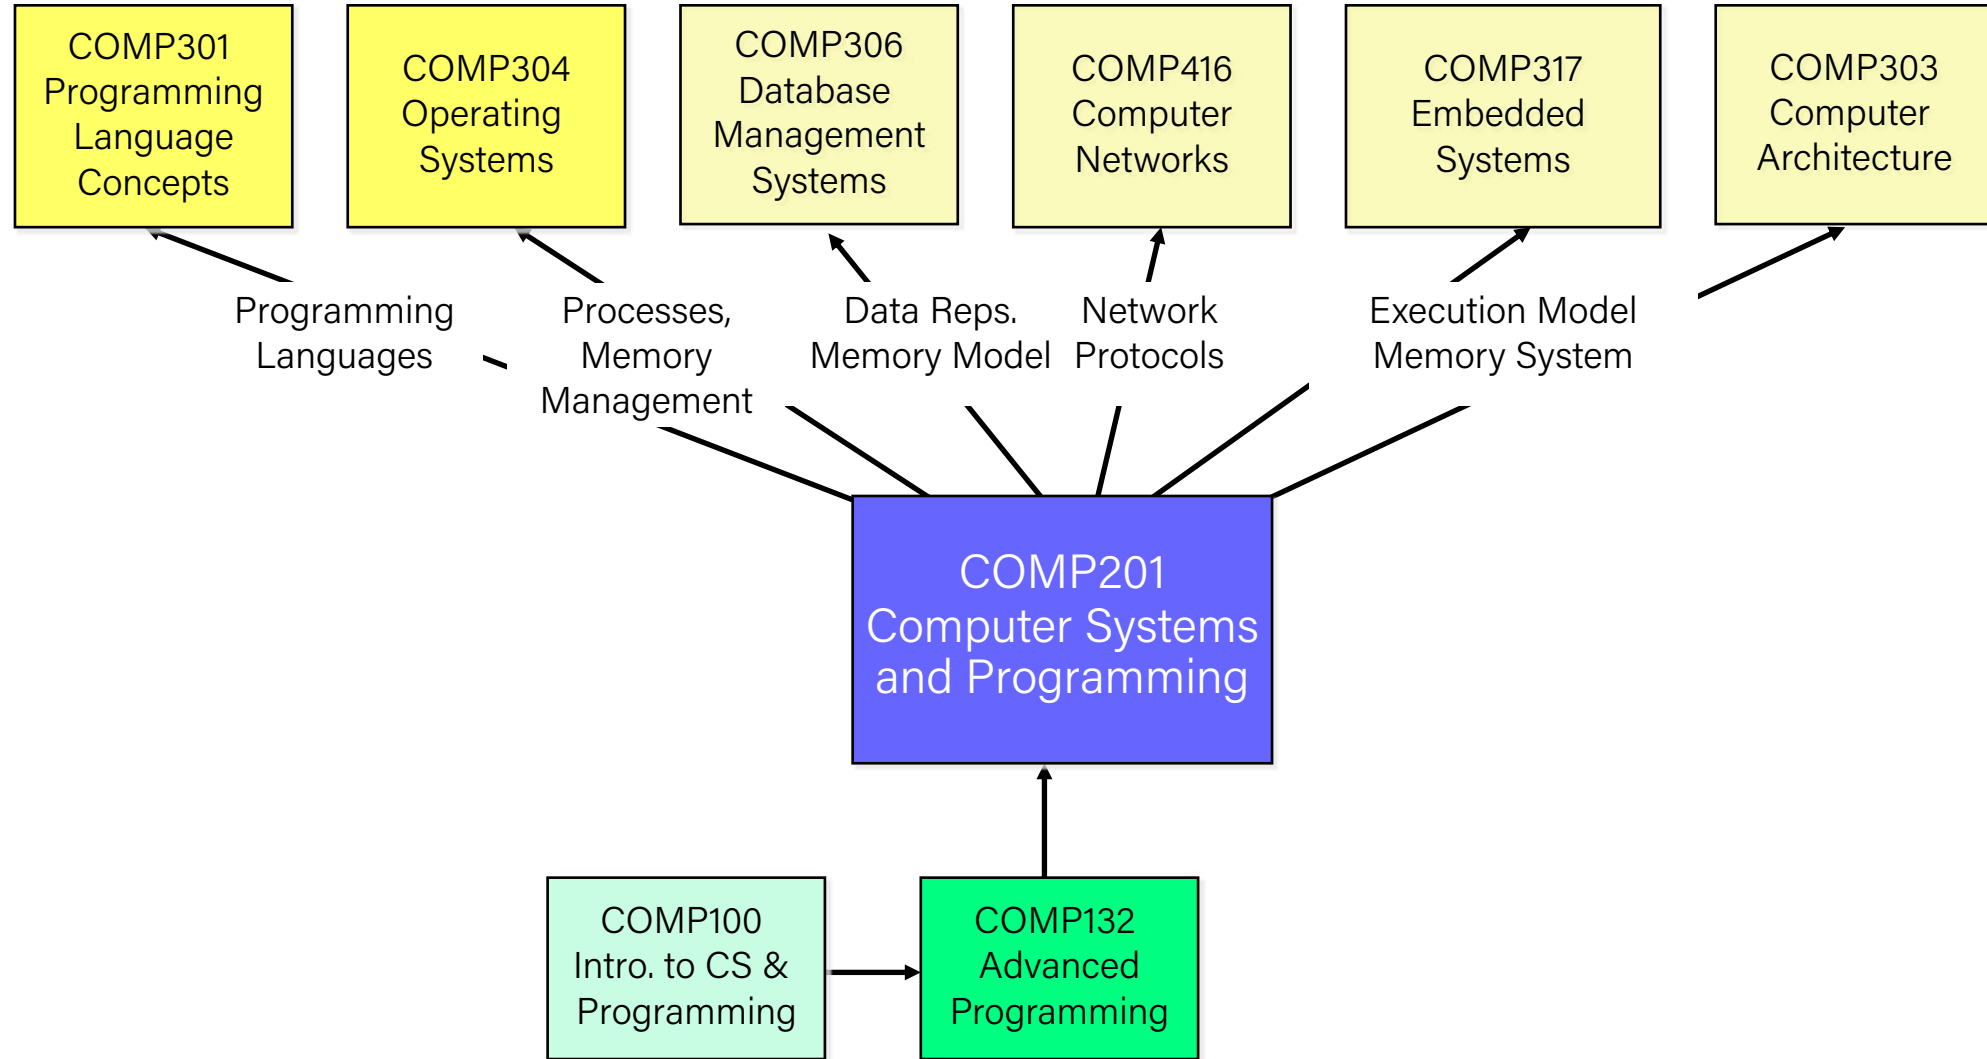 COMP301
Programming
Language
Concepts
COMP304
Operating
Systems
COMP306
Database
Management
Systems
COMP416
Computer
Networks
COMP317
Embedded
Systems
COMP303
Computer
Architecture
Programming
Languages
Processes,
Memory
Management
Data Reps.
Memory Model
Network
Protocols
Execution Model
Memory System
COMP201
Computer Systems
and Programming
COMP100
Intro. to CS &
Programming
COMP132
Advanced
Programming